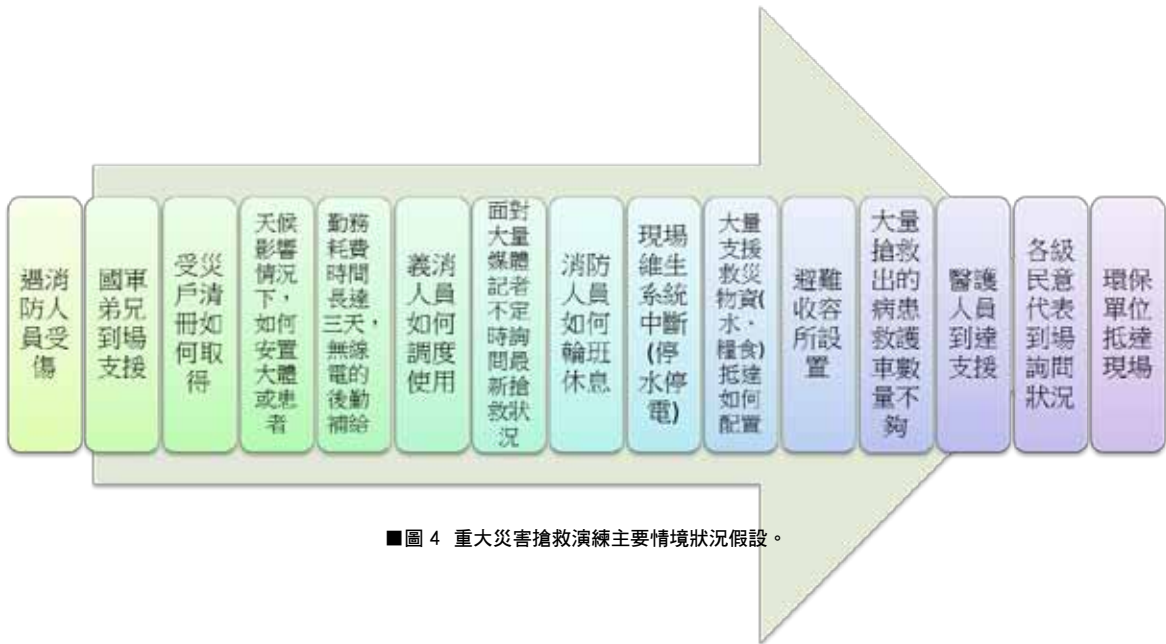 遇消
防人
員受
傷
國軍
弟兄
到場
支援
受災
戶清
冊如
何取
得
天候
影響
情況
下，
如何
安置
大體
或患
者
勤務
耗費
時間
長達
三天，
無線
電的
後勤
補給
義消
人員
如何
調度
使用
面對
大量
媒體
記者
不定
時詢
問最
新搶
救狀
況
消防
人員
如何
輪班
休息
現場
維生
系統
中斷
(停
水停
電)
大量
支援
救災
物資(
水、
糧食)
抵達
如何
配置
避難
收容
所設
置
大量
搶救
出的
病患
救護
車數
量不
夠
醫護
人員
到達
支援
各級
民意
代表
到場
詢問
狀況
環保
單位
抵達
現場
■圖 4 重大災害搶救演練主要情境狀況假設。